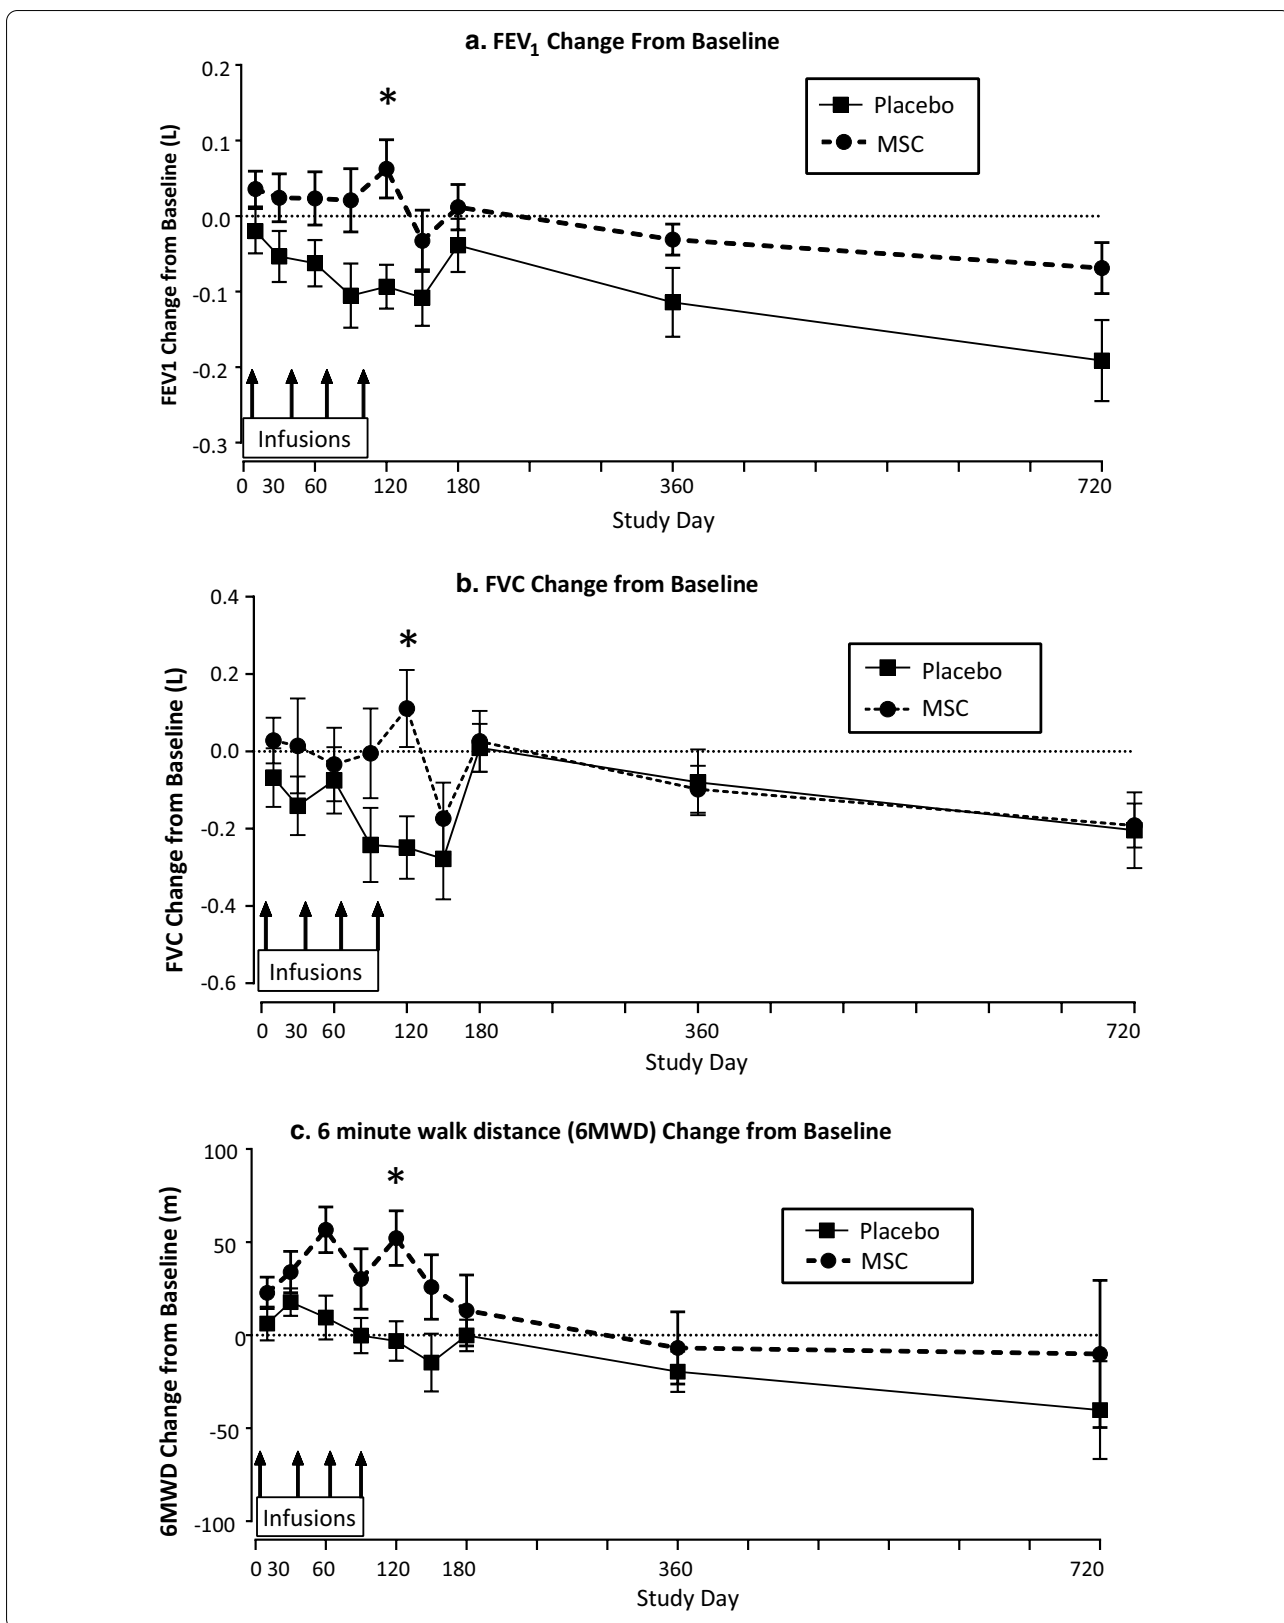 a. FEV1 Change From Baseline
0.2
0.1
0.0
-0.1
-0.2
-0.3
FEV1 Change from Baseline (L)
*
Placebo
MSC
Infusions
0 30 60 120 180 360 720
Study Day
b. FVC Change from Baseline
0.4
0.2
0.0
-0.2
-0.4
-0.6
FVC Change from Baseline (L)
*
Placebo
MSC
Infusions
0 30 60 120 180 360 720
Study Day
c. 6 minute walk distance (6MWD) Change from Baseline
100
50
0
-50
-100
6MWD Change from Baseline (m)
*
Placebo
MSC
Infusions
0 30 60 120 180 360 720
Study Day